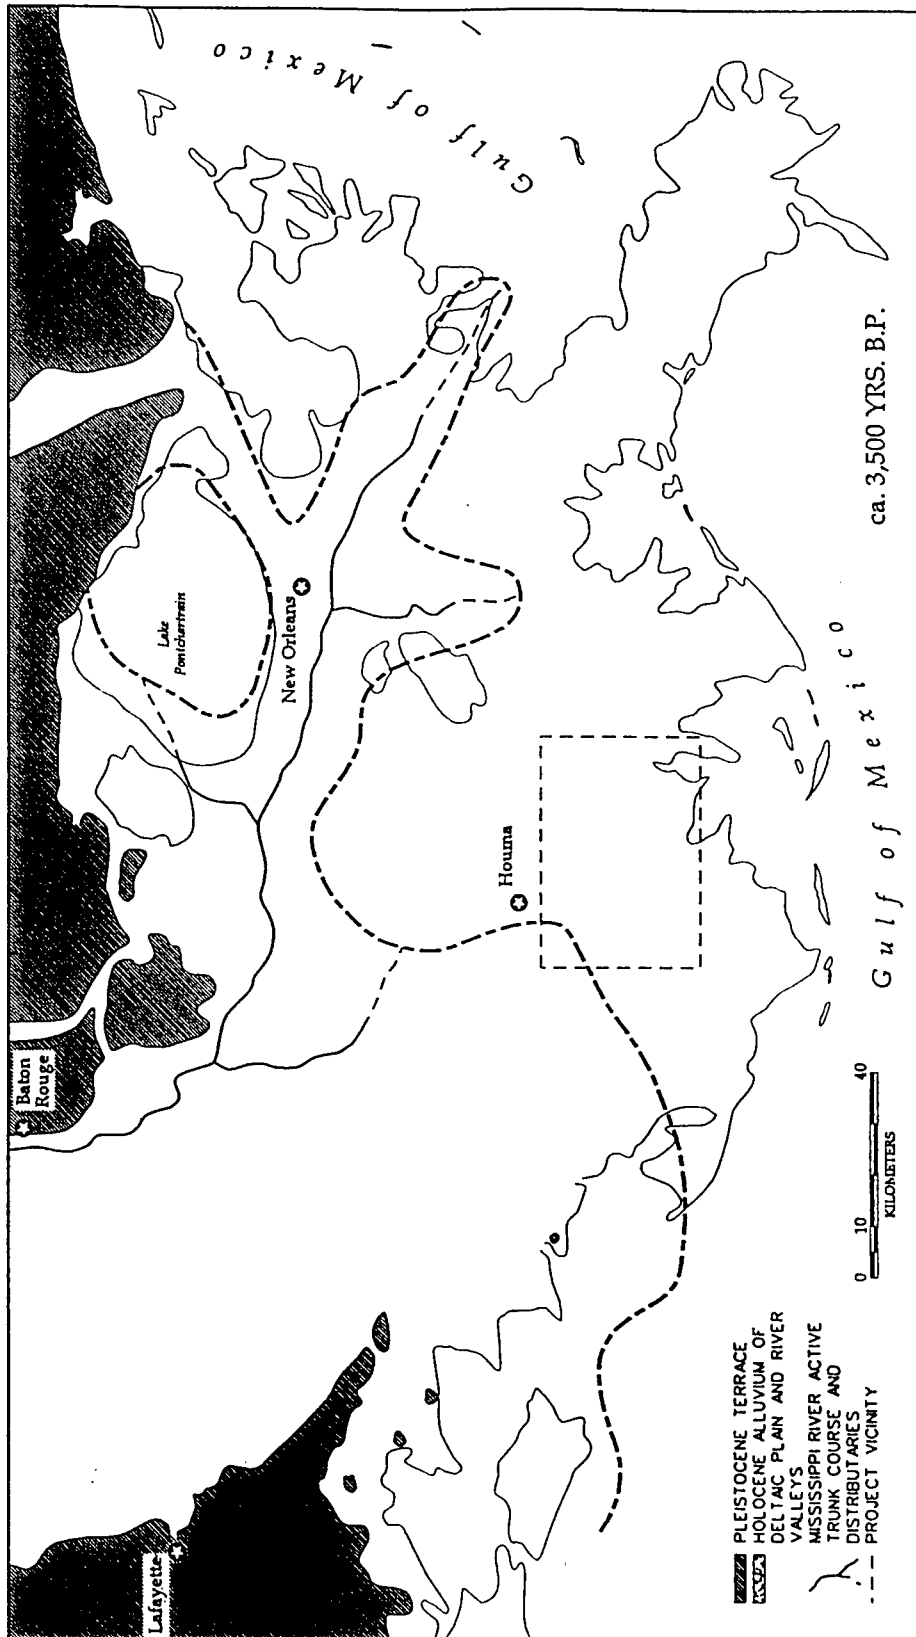 Gulf of Mexico
Lake
Pontchartrain
New Orleans
Baton
Rouge
Houma
Lafayette
Gulf of Mexico
ca. 3,500 YRS. B.P.
0 10 40
KILOMETERS
PLEISTOCENE TERRACE
HOLOCENE ALLUVIUM OF
DELTAIC PLAIN AND RIVER
VALLEYS
MISSISSIPPI RIVER ACTIVE
TRUNK COURSE AND
DISTRIBUTARIES
PROJECT VICINITY